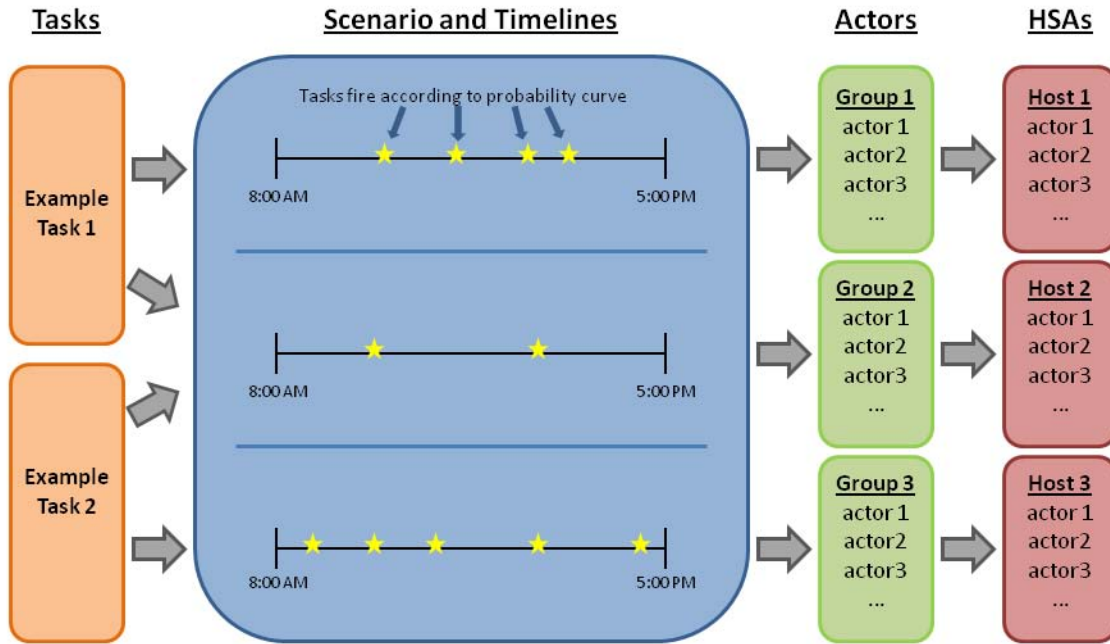 Tasks
Scenario and Timelines
Actors
HSAs
Example
Task 1
Example
Task 2
Tasks fire according to probability curve
8:00 AM
5:00 PM
8:00 AM
5:00 PM
8:00 AM
5:00 PM
Group 1
actor 1
actor2
actor3
...
Group 2
actor 1
actor2
actor3
...
Group 3
actor 1
actor2
actor3
...
Host 1
actor 1
actor2
actor3
...
Host 2
actor 1
actor2
actor3
...
Host 3
actor 1
actor2
actor3
...